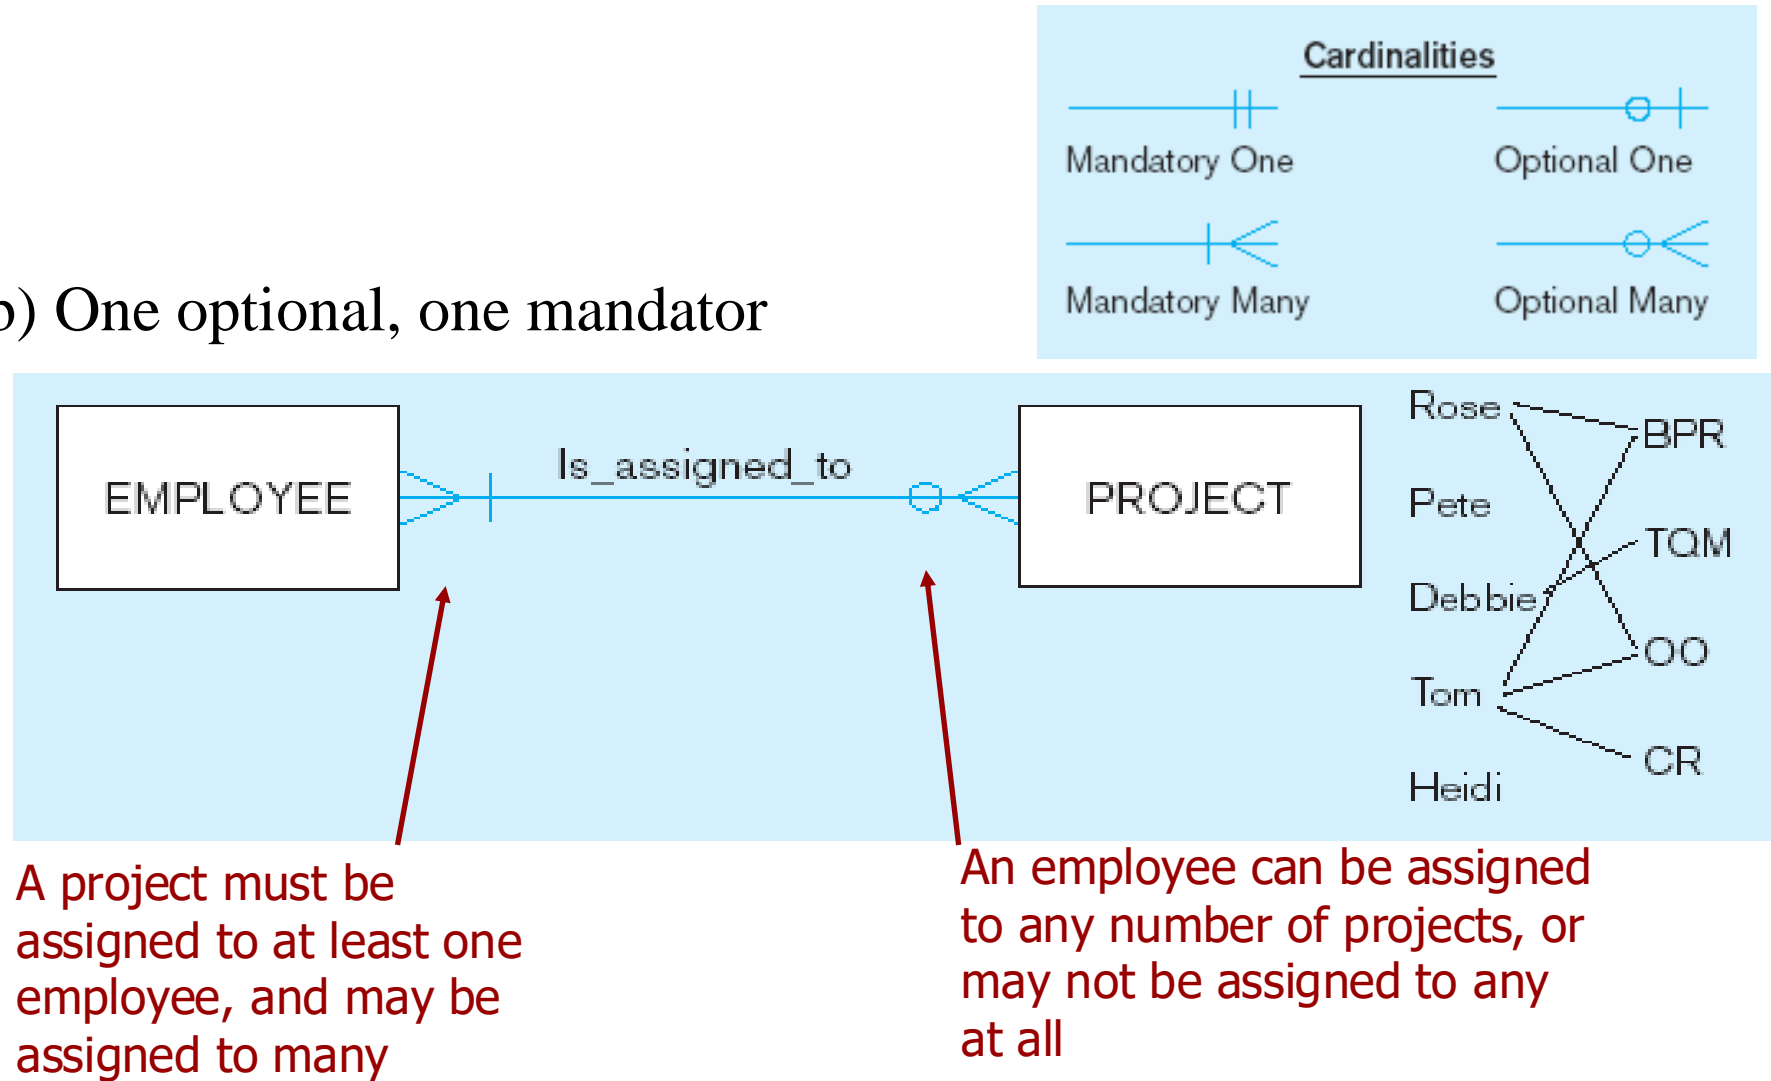 Cardinalities
Mandatory One
Optional One
Mandatory Many
Optional Many
b) One optional, one mandator
EMPLOYEE
Is_assigned_to
PROJECT
Rose
BPR
Pete
TQM
Debbie
OO
Tom
CR
Heidi
A project must be
assigned to at least one
employee, and may be
assigned to many
An employee can be assigned
to any number of projects, or
may not be assigned to any
at all